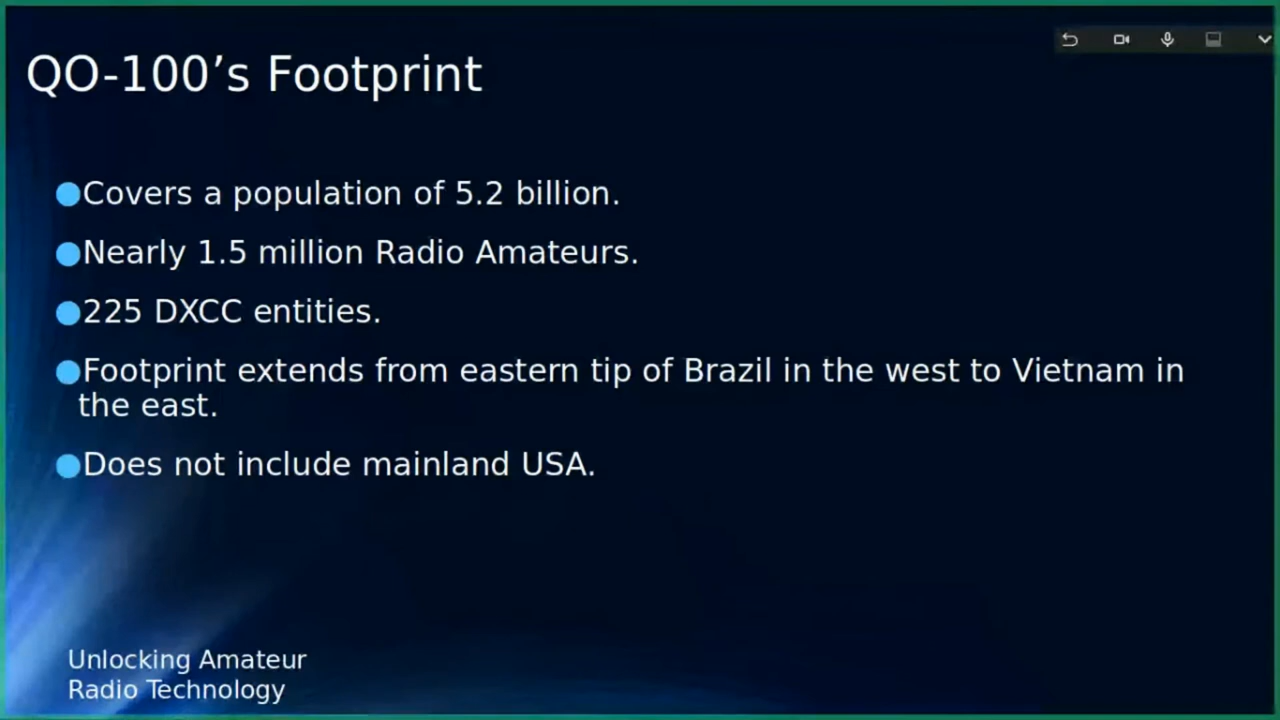 QO-100’s Footprint
●Covers a population of 5.2 billion.
●Nearly 1.5 million Radio Amateurs.
●225 DXCC entities.
●Footprint extends from eastern tip of Brazil in the west to Vietnam in
the east.
●Does not include mainland USA.
Unlocking Amateur
Radio Technology